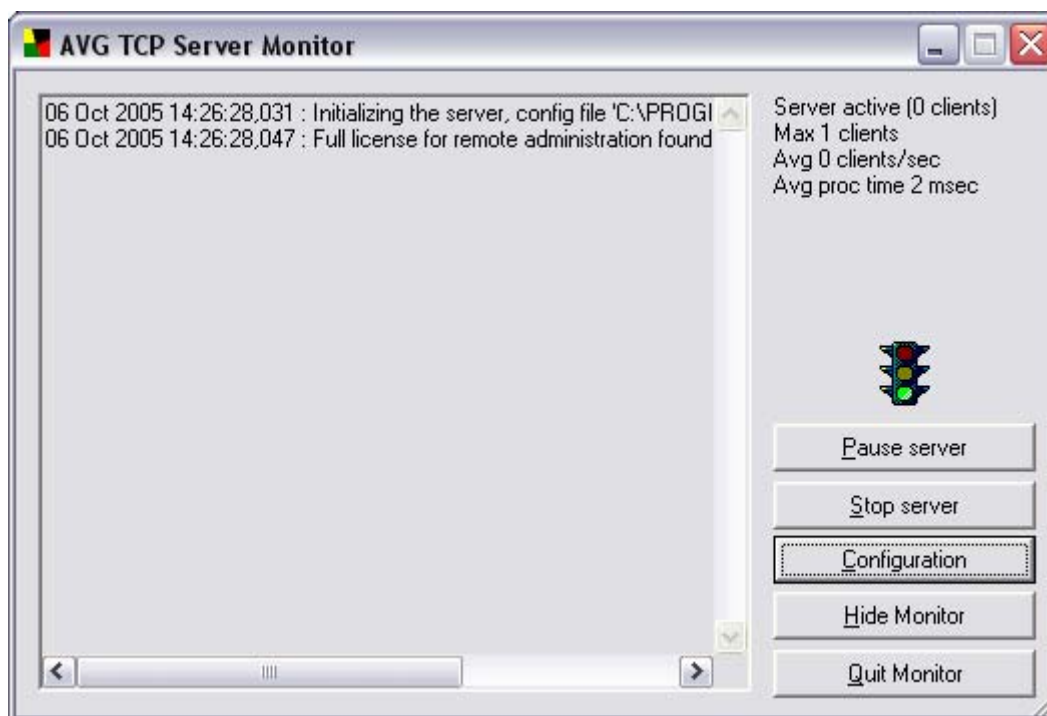 AVG TCP Server Monitor
06 Oct 2005 14:26:28,031 : Initializing the server, config file 'C:\PROGI
06 Oct 2005 14:26:28,047 : Full license for remote administration found
Server active (0 clients)
Max 1 clients
Avg 0 clients/sec
Avg proc time 2 msec
Pause server
Stop server
Configuration
Hide Monitor
Quit Monitor